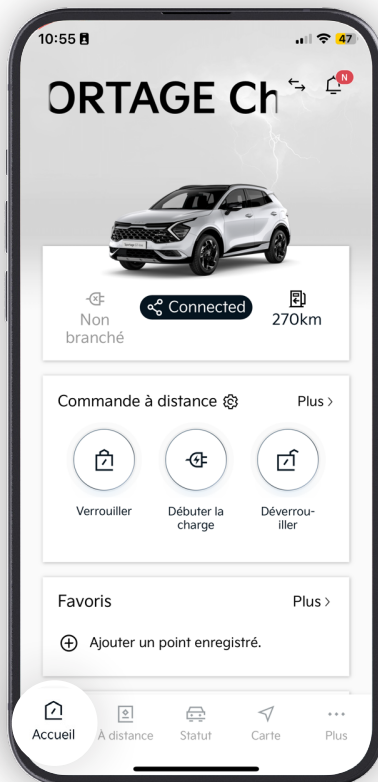 10:55
47
ORTAGE Ch
N
Non
branché
Connected
270km
Commande à distance
Plus >
Verrouiller
Débuter la
charge
Déverrou-
iller
Favoris
Plus >
Ajouter un point enregistré.
Accueil
À distance
Statut
Carte
Plus